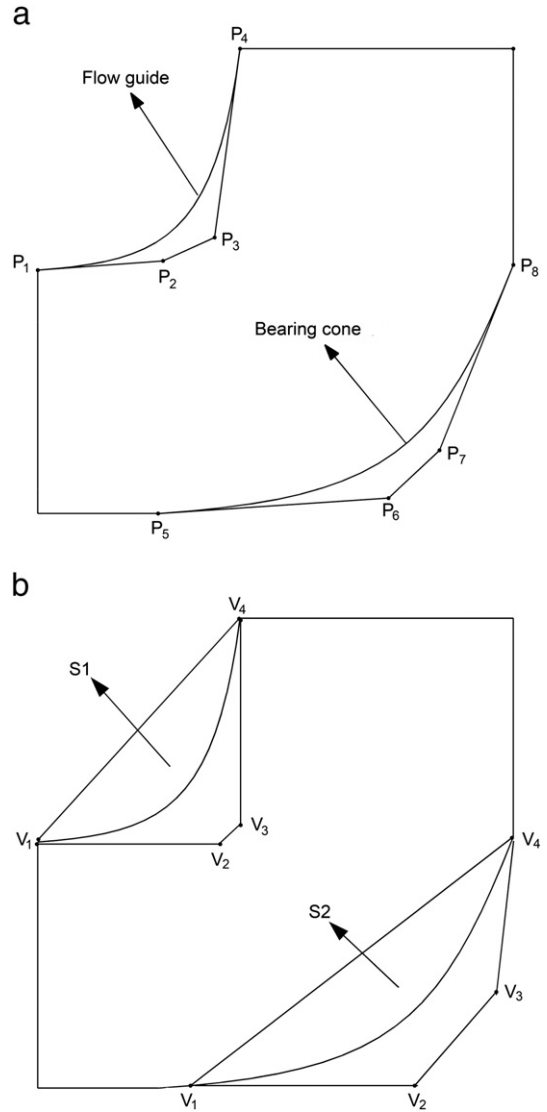 a
P4
Flow guide
P3
P1
P2
P8
Bearing cone
P7
P6
P5
b
V4
S1
V3
V1
V2
V4
S2
V3
V1
V2